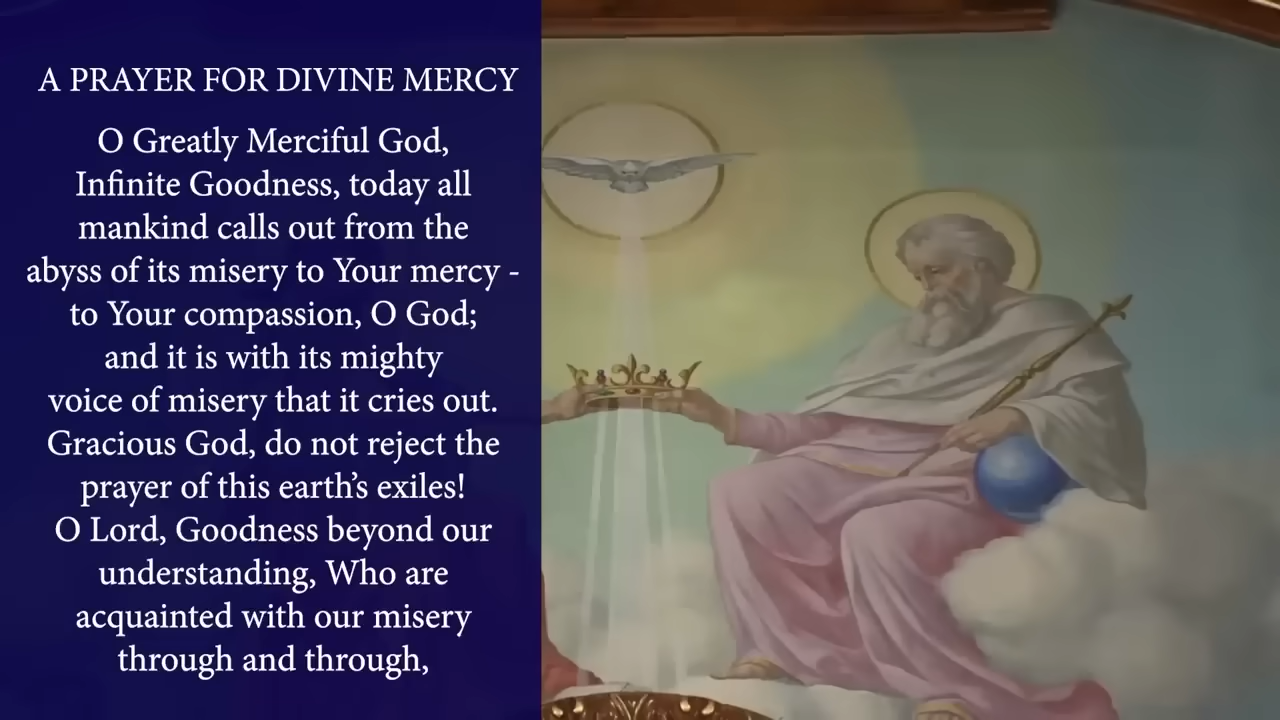 A PRAYER FOR DIVINE MERCY
O Greatly Merciful God,
Infinite Goodness, today all
mankind calls out from the
abyss of its misery to Your mercy -
to Your compassion, O God;
and it is with its mighty
voice of misery that it cries out.
Gracious God, do not reject the
prayer of this earth’s exiles!
O Lord, Goodness beyond our
understanding, Who are
acquainted with our misery
through and through,